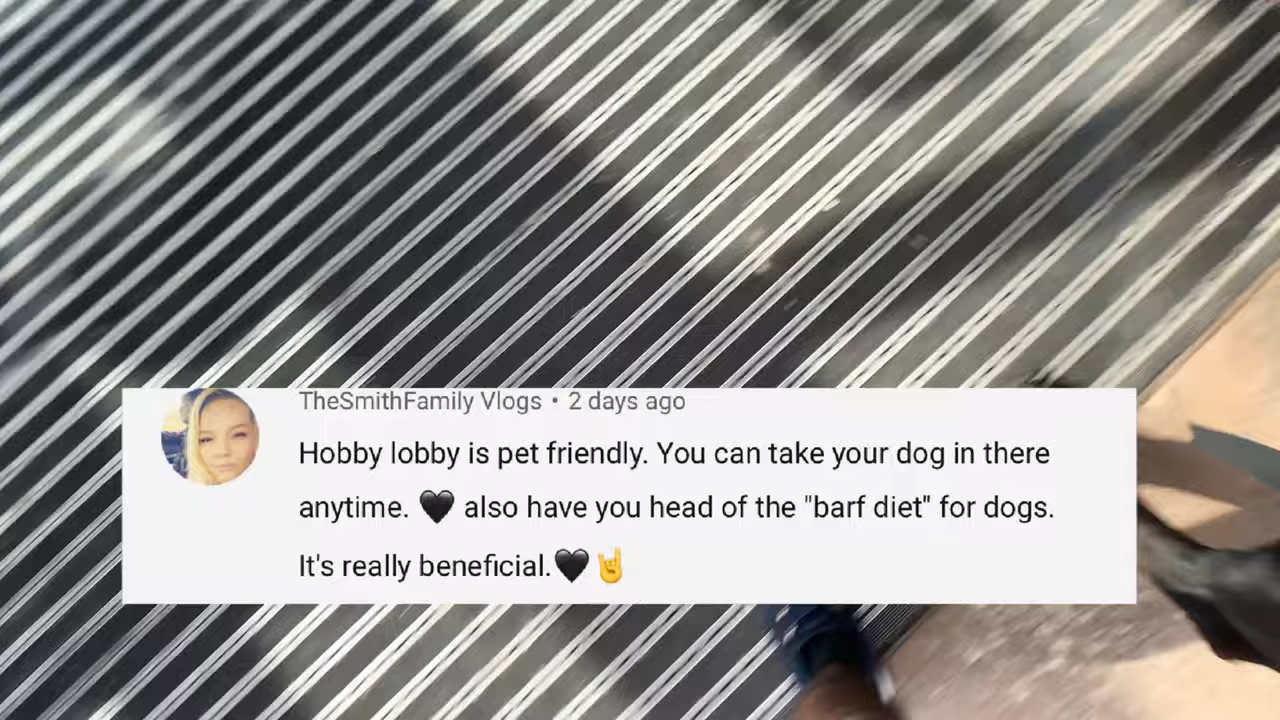 TheSmithFamily Vlogs • 2 days ago
Hobby lobby is pet friendly. You can take your dog in there
anytime. 🖤 also have you head of the "barf diet" for dogs.
It's really beneficial.🖤🤘